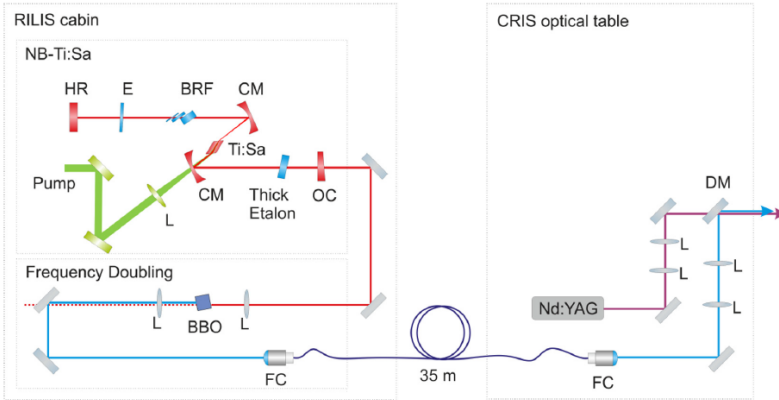 RILIS cabin
CRIS optical table
NB-Ti:Sa
HR
E
BRF
CM
Ti:Sa
Pump
L
CM
Thick
Etalon
OC
DM
L
L
L
L
Frequency Doubling
L
BBO
L
Nd:YAG
FC
35 m
FC